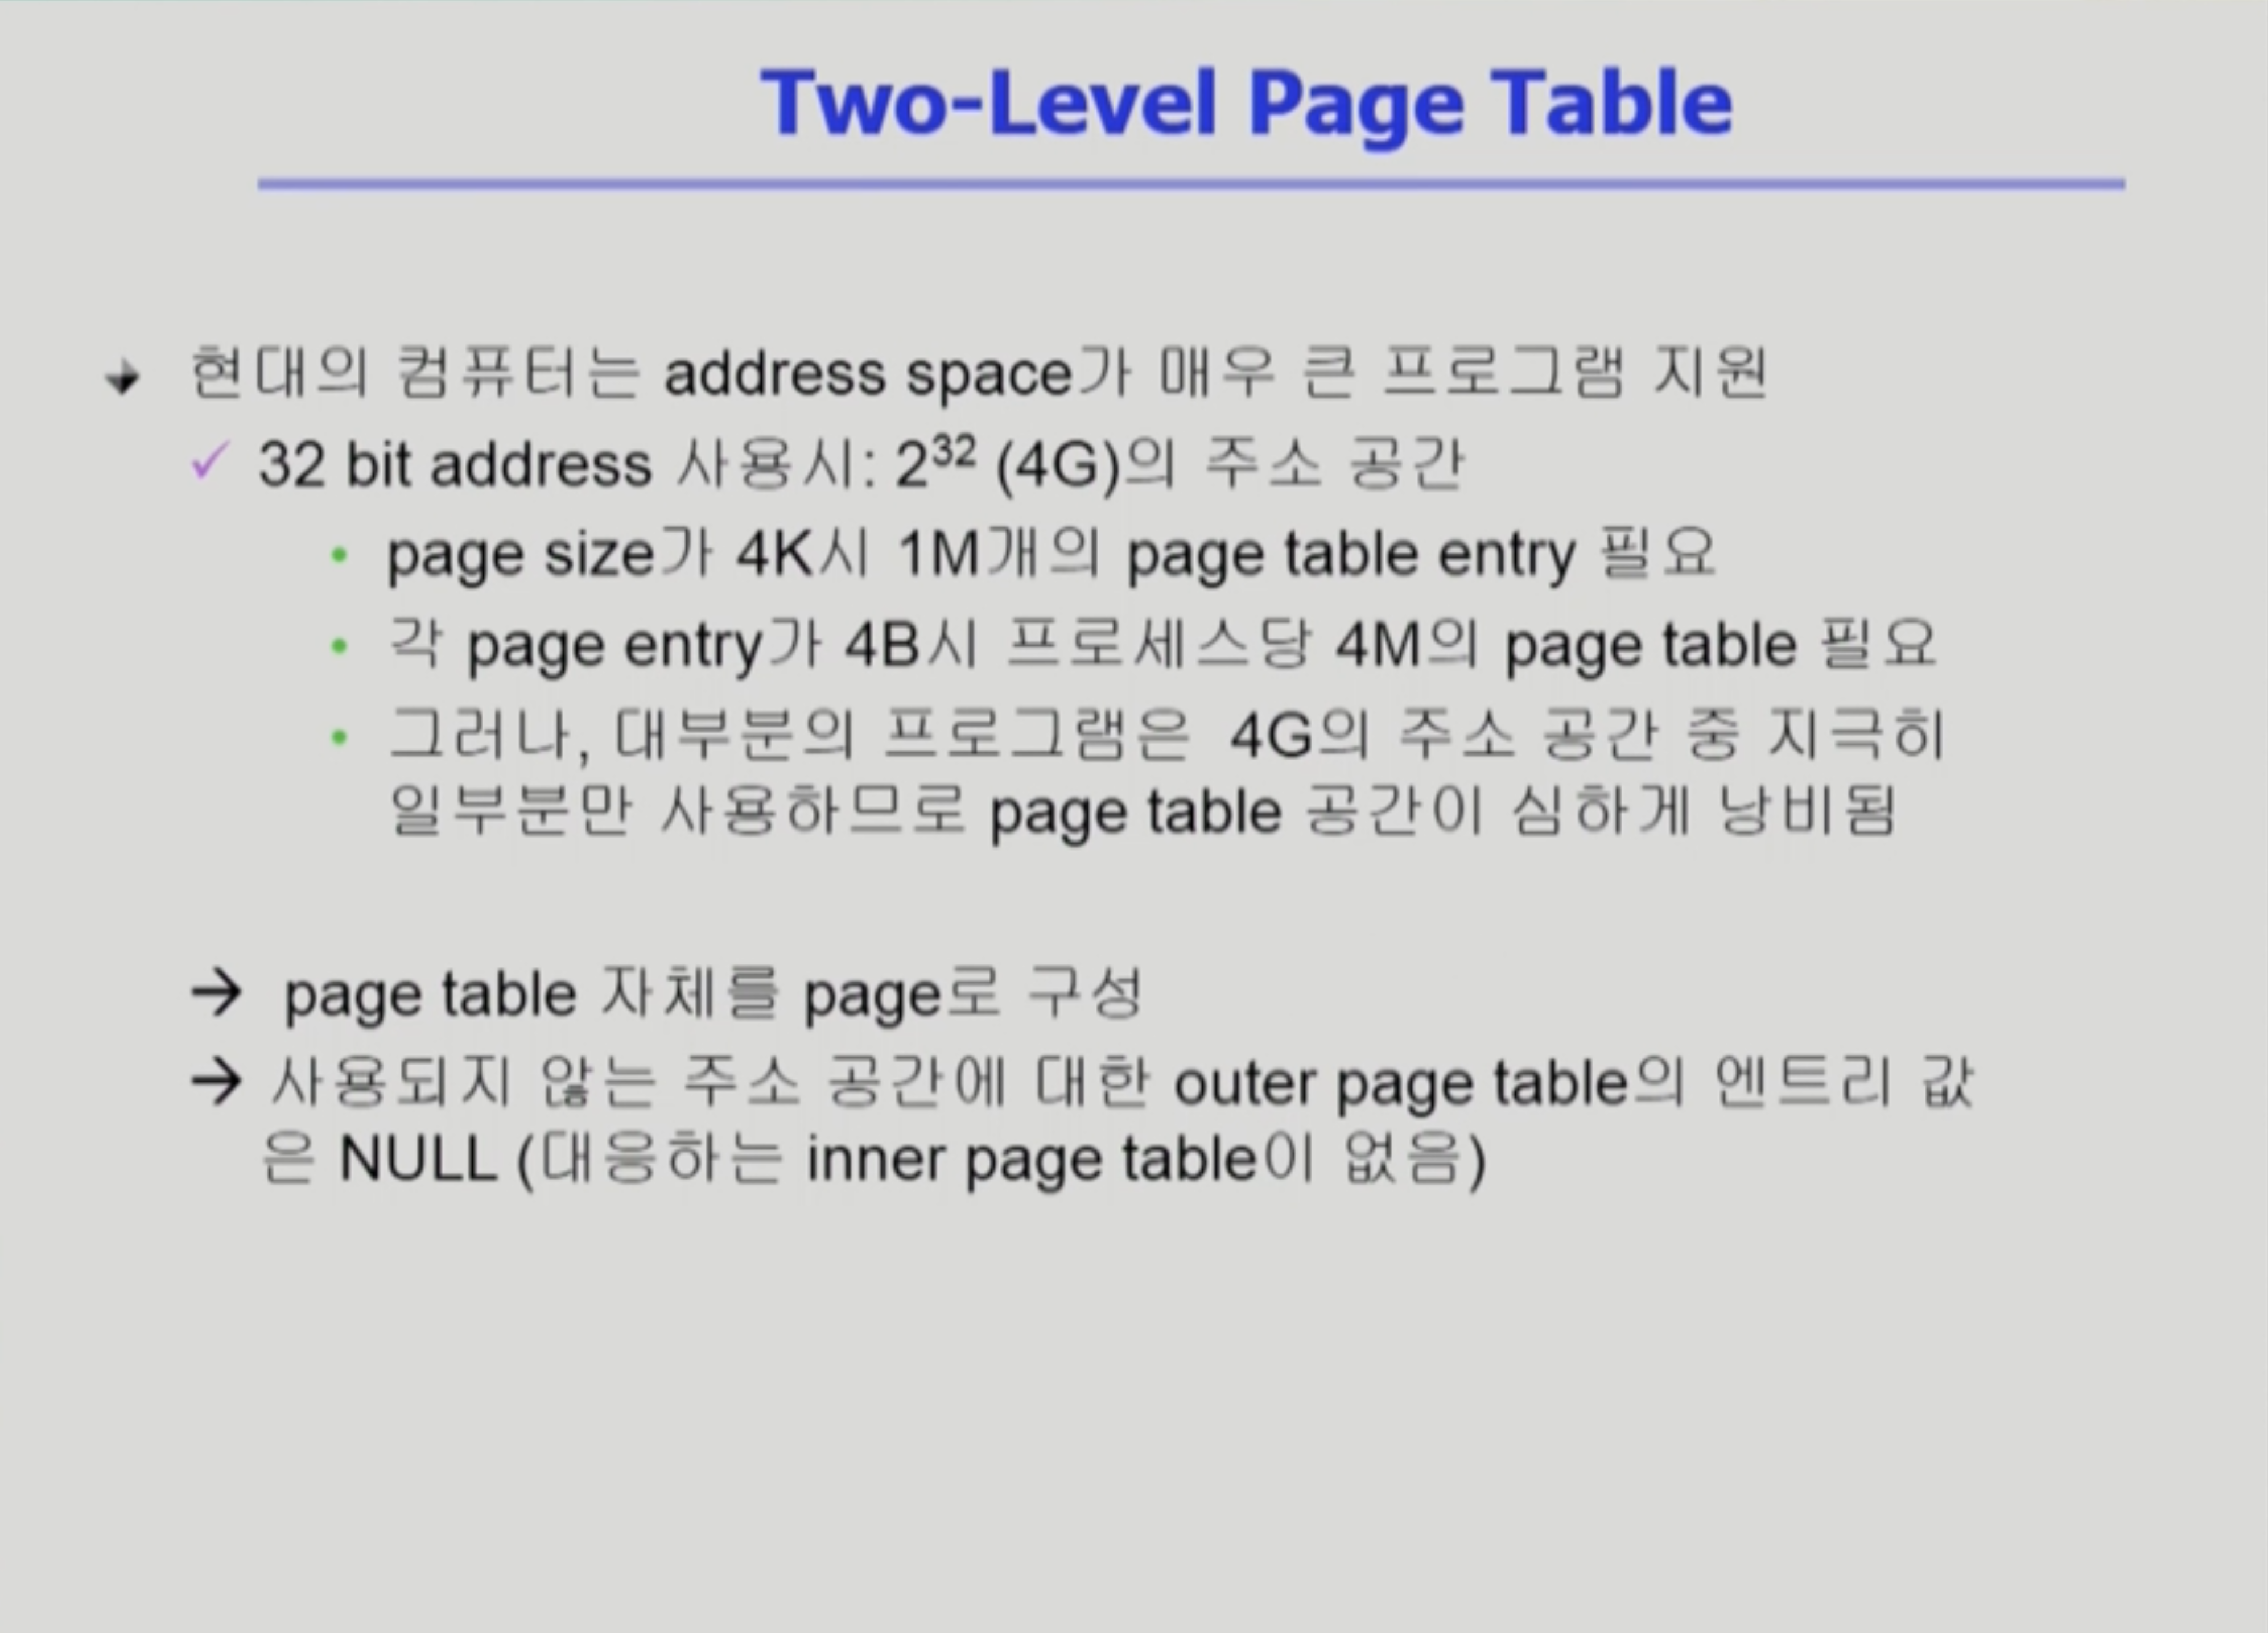 Two-Level Page Table
현대의 컴퓨터는 address space가 매우 큰 프로그램 지원
✓ 32 bit address 사용시: 2³² (4G)의 주소 공간
• page size가 4K시 1M개의 page table entry 필요
• 각 page entry가 4B시 프로세스당 4M의 page table 필요
• 그러나, 대부분의 프로그램은 4G의 주소 공간 중 지극히
일부분만 사용하므로 page table 공간이 심하게 낭비됨
→ page table 자체를 page로 구성
→ 사용되지 않는 주소 공간에 대한 outer page table의 엔트리 값
은 NULL (대응하는 inner page table이 없음)